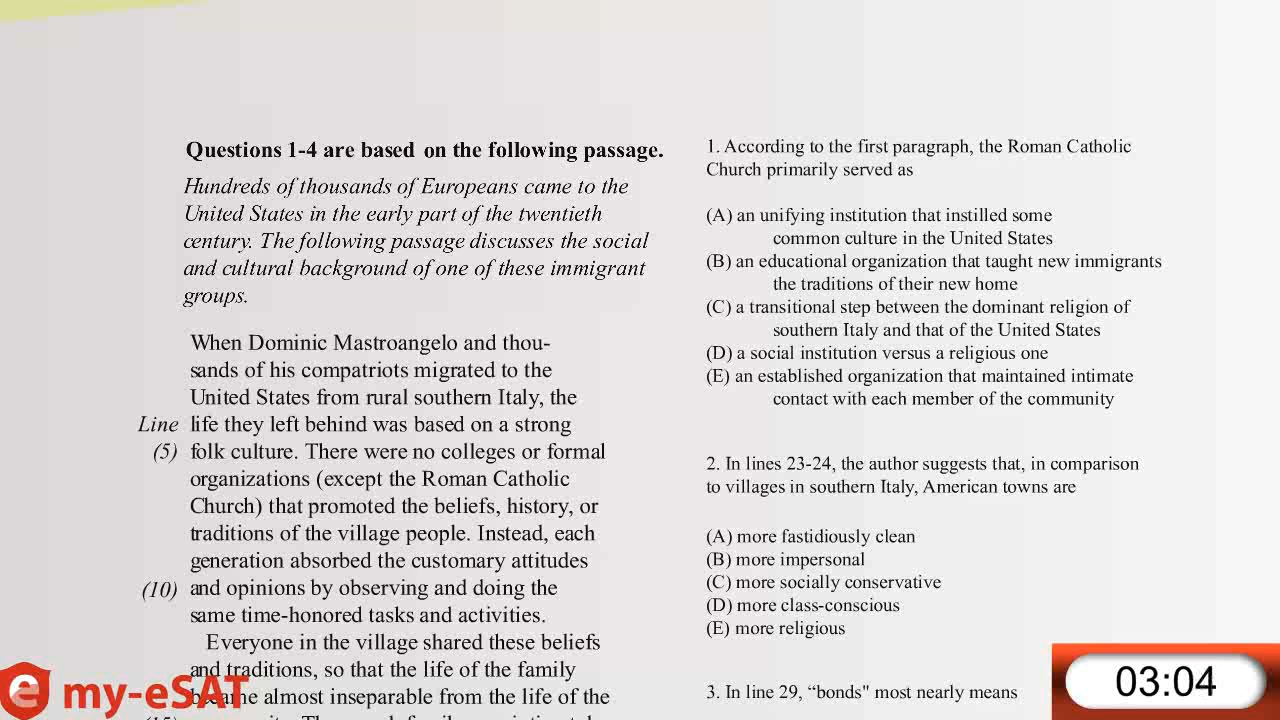 Questions 1-4 are based on the following passage.
Hundreds of thousands of Europeans came to the
United States in the early part of the twentieth
century. The following passage discusses the social
and cultural background of one of these immigrant
groups.
When Dominic Mastroangelo and thou-
sands of his compatriots migrated to the
United States from rural southern Italy, the
Line life they left behind was based on a strong
(5) folk culture. There were no colleges or formal
organizations (except the Roman Catholic
Church) that promoted the beliefs, history, or
traditions of the village people. Instead, each
generation absorbed the customary attitudes
(10) and opinions by observing and doing the
same time-honored tasks and activities.
Everyone in the village shared these beliefs
and traditions, so that the life of the family
almost inseparable from the life of the
1. According to the first paragraph, the Roman Catholic
Church primarily served as
(A) an unifying institution that instilled some
common culture in the United States
(B) an educational organization that taught new immigrants
the traditions of their new home
(C) a transitional step between the dominant religion of
southern Italy and that of the United States
(D) a social institution versus a religious one
(E) an established organization that maintained intimate
contact with each member of the community
2. In lines 23-24, the author suggests that, in comparison
to villages in southern Italy, American towns are
(A) more fastidiously clean
(B) more impersonal
(C) more socially conservative
(D) more class-conscious
(E) more religious
3. In line 29, “bonds" most nearly means
my-eSAT
03:04